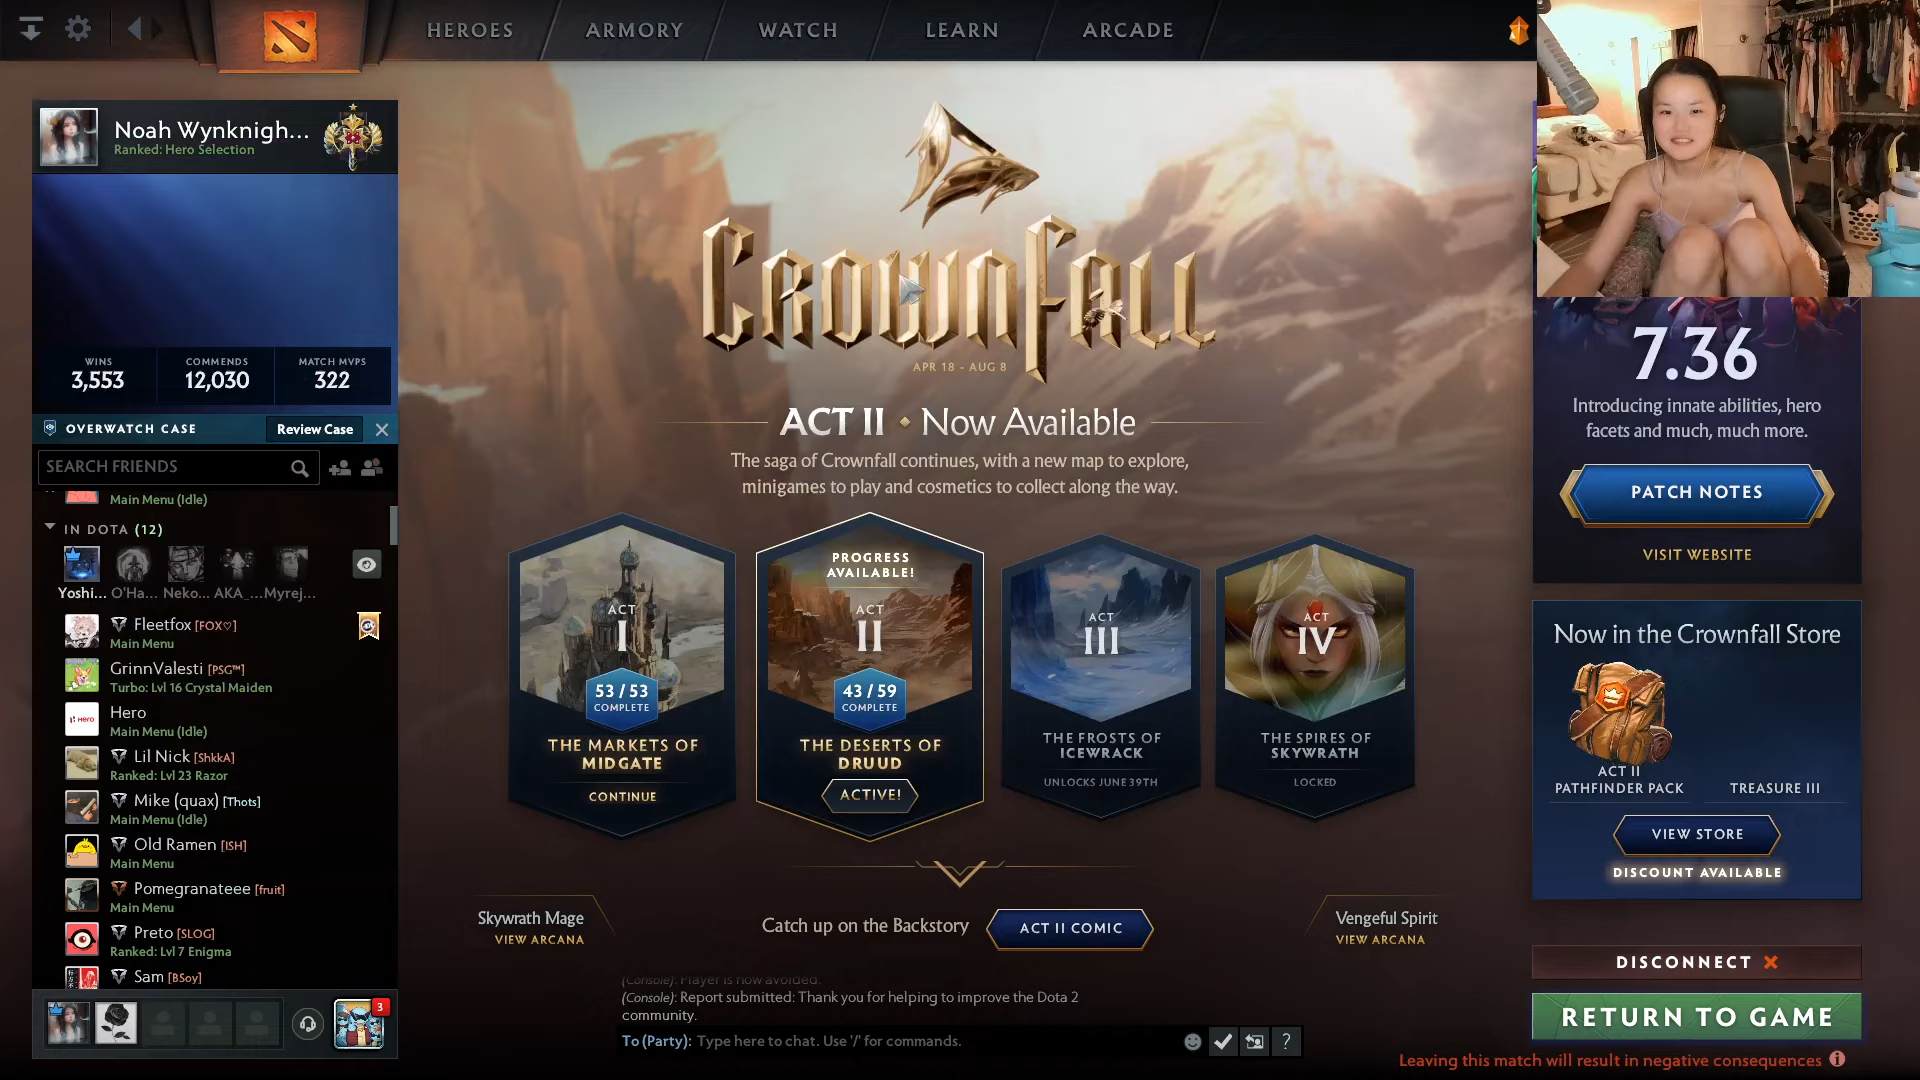 HEROES
ARMORY
WATCH
LEARN
ARCADE
Noah Wynknigh...
Ranked: Hero Selection
WINS
3,553
COMMENDS
12,030
MATCH MVPS
322
OVERWATCH CASE
Review Case
SEARCH FRIENDS
Main Menu (Idle)
IN DOTA (12)
Yoshi... O'Ha... Neko... AKA_... Myrej...
Fleetfox [FOX♡]
Main Menu
GrinnValesti [PSG™]
Turbo: Lvl 16 Crystal Maiden
Hero
Main Menu (Idle)
Lil Nick [ShkkA]
Ranked: Lvl 23 Razor
Mike (quax) [Thots]
Main Menu (Idle)
Old Ramen [ISH]
Main Menu
Pomegranateee [fruit]
Main Menu
Preto [SLOG]
Ranked: Lvl 7 Enigma
Sam [BSoy]
3
CROWNFALL
APR 18 - AUG 8
ACT II ◆ Now Available
The saga of Crownfall continues, with a new map to explore,
minigames to play and cosmetics to collect along the way.
ACT
I
53 / 53
COMPLETE
THE MARKETS OF
MIDGATE
CONTINUE
PROGRESS
AVAILABLE!
ACT
II
43 / 59
COMPLETE
THE DESERTS OF
DRUUD
ACTIVE!
ACT
III
THE FROSTS OF
ICEWRACK
UNLOCKS JUNE 39TH
ACT
IV
THE SPIRES OF
SKYWRATH
LOCKED
Skywrath Mage
VIEW ARCANA
Catch up on the Backstory
ACT II COMIC
Vengeful Spirit
VIEW ARCANA
(Console): Player is now avoided.
(Console): Report submitted: Thank you for helping to improve the Dota 2
community.
To (Party): Type here to chat. Use '/' for commands.
?
7.36
Introducing innate abilities, hero
facets and much, much more.
PATCH NOTES
VISIT WEBSITE
Now in the Crownfall Store
ACT II
PATHFINDER PACK
TREASURE III
VIEW STORE
DISCOUNT AVAILABLE
DISCONNECT
RETURN TO GAME
Leaving this match will result in negative consequences